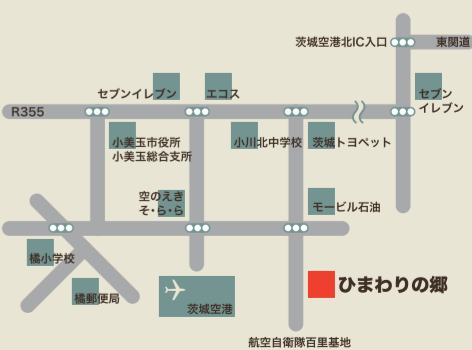 茨城空港北IC入口
東関道
セブンイレブン
エコス
セブン
イレブン
R355
小美玉市役所
小美玉総合支所
小川北中学校
茨城トヨペット
空のえき
そ・ら・ら
モービル石油
橘小学校
橘郵便局
茨城空港
ひまわりの郷
航空自衛隊百里基地